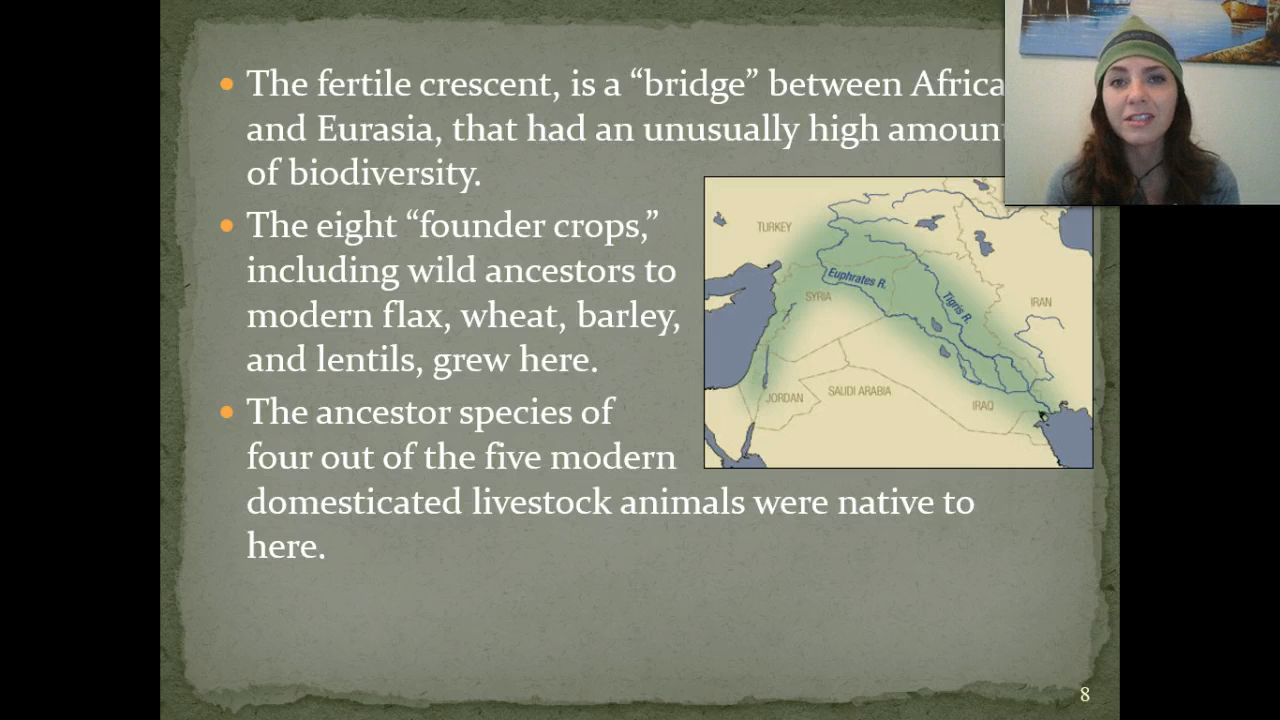 The fertile crescent, is a “bridge” between Africa
and Eurasia, that had an unusually high amoun
of biodiversity.
The eight “founder crops,”
including wild ancestors to
modern flax, wheat, barley,
and lentils, grew here.
The ancestor species of
four out of the five modern
domesticated livestock animals were native to
here.
TURKEY
Euphrates R.
SYRIA
Tigris R.
IRAN
JORDAN
SAUDI ARABIA
IRAQ
8